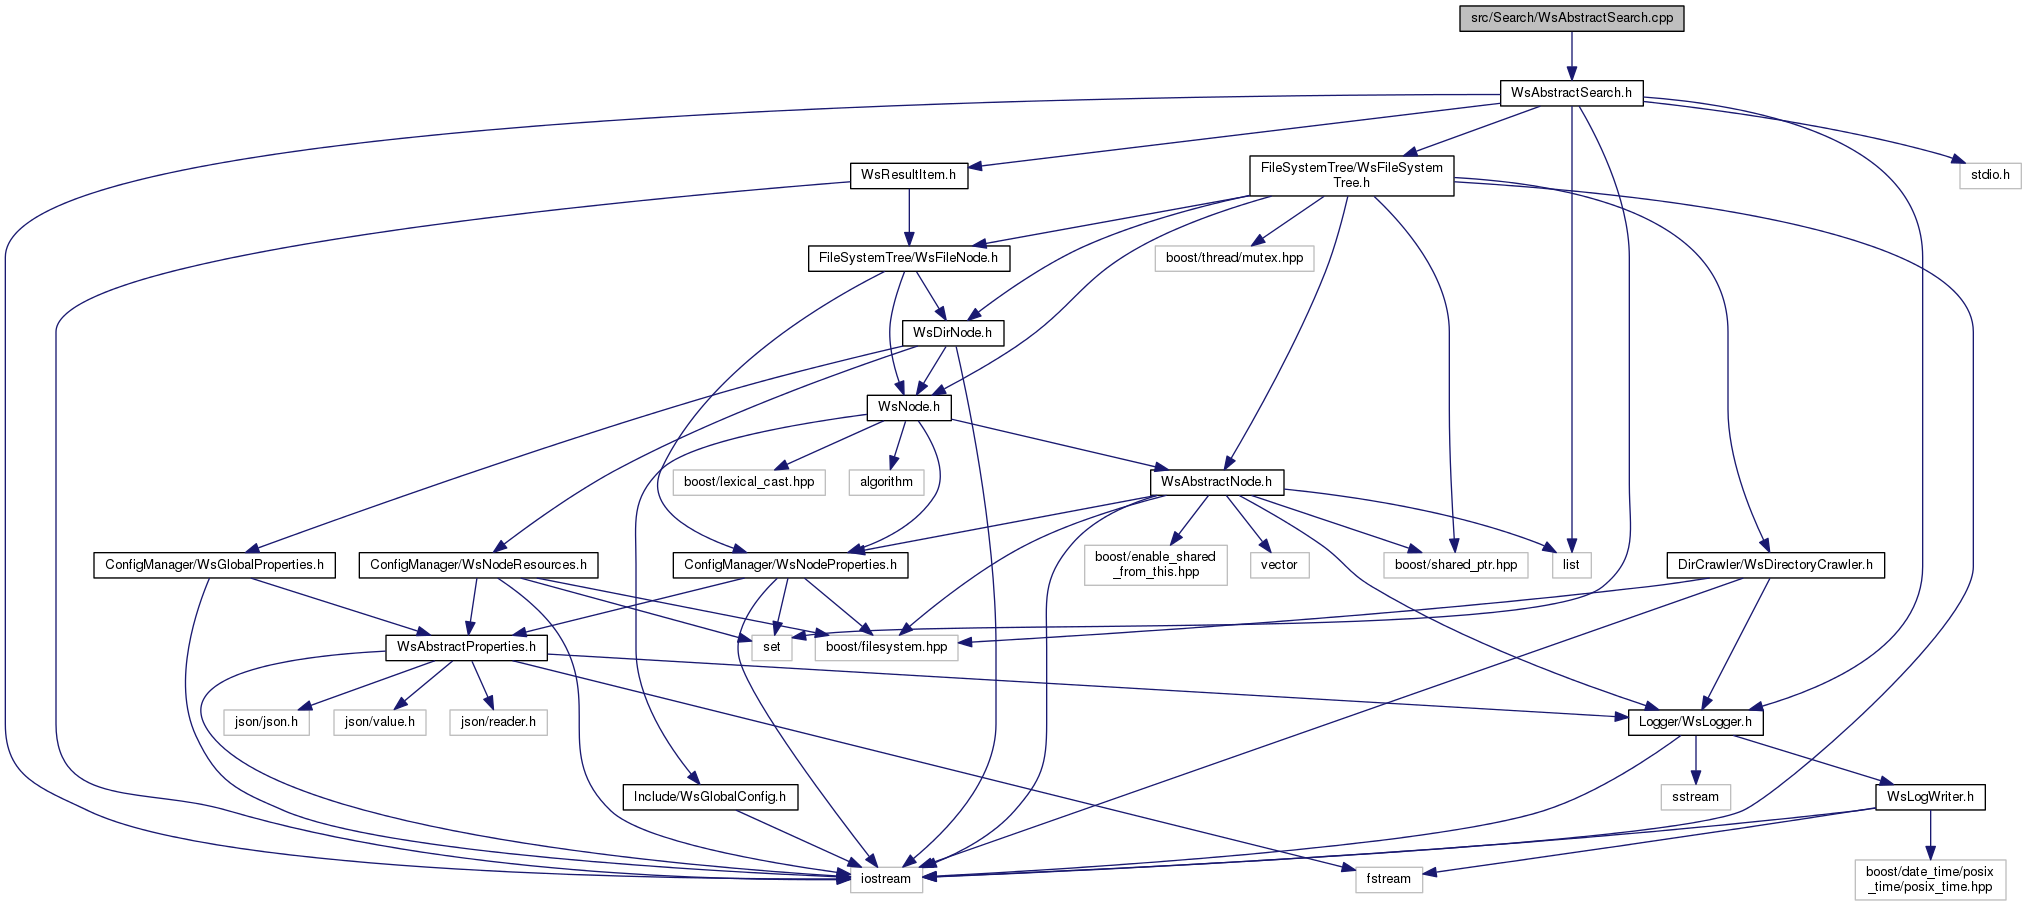 src/Search/WsAbstractSearch.cpp
WsAbstractSearch.h
WsResultItem.h
FileSystemTree/WsFileSystem
Tree.h
stdio.h
FileSystemTree/WsFileNode.h
boost/thread/mutex.hpp
WsDirNode.h
WsNode.h
boost/lexical_cast.hpp
algorithm
WsAbstractNode.h
ConfigManager/WsGlobalProperties.h
ConfigManager/WsNodeResources.h
ConfigManager/WsNodeProperties.h
boost/enable_shared
_from_this.hpp
vector
boost/shared_ptr.hpp
list
DirCrawler/WsDirectoryCrawler.h
WsAbstractProperties.h
set
boost/filesystem.hpp
json/json.h
json/value.h
json/reader.h
Logger/WsLogger.h
Include/WsGlobalConfig.h
sstream
WsLogWriter.h
iostream
fstream
boost/date_time/posix
_time/posix_time.hpp